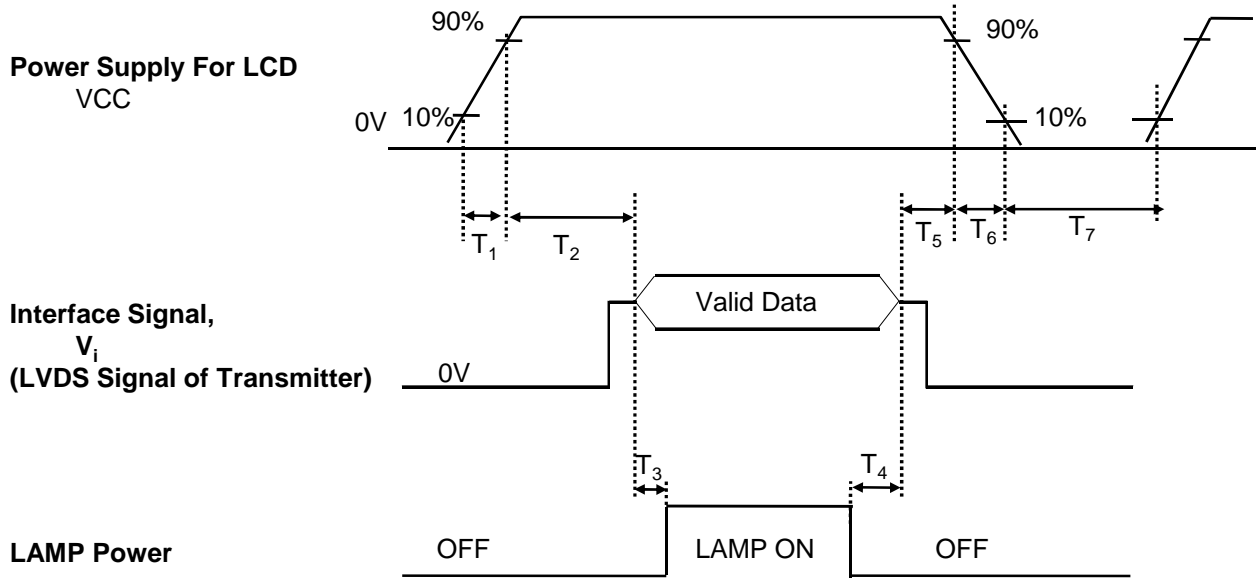 90%
90%
Power Supply For LCD
VCC
0V
10%
10%
T₁
T₂
T₅
T₆
T₇
Interface Signal,
Vᵢ
(LVDS Signal of Transmitter)
Valid Data
0V
T₃
T₄
LAMP Power
OFF
LAMP ON
OFF